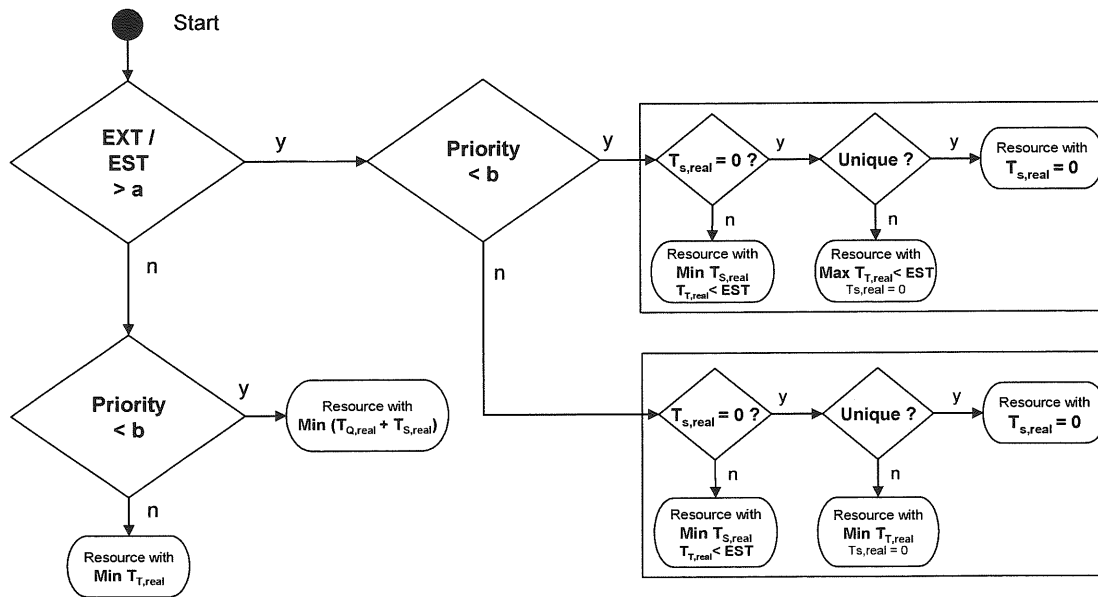 Start
EXT /
EST
> a
y
n
Priority
< b
y
n
T_s,real = 0 ?
y
n
Unique ?
y
n
Resource with
T_s,real = 0
Resource with
Min T_S,real
T_T,real < EST
Resource with
Max T_T,real < EST
Ts,real = 0
Priority
< b
y
n
Resource with
Min (T_Q,real + T_S,real)
Resource with
Min T_T,real
T_s,real = 0 ?
y
n
Unique ?
y
n
Resource with
T_s,real = 0
Resource with
Min T_S,real
T_T,real < EST
Resource with
Min T_T,real
Ts,real = 0